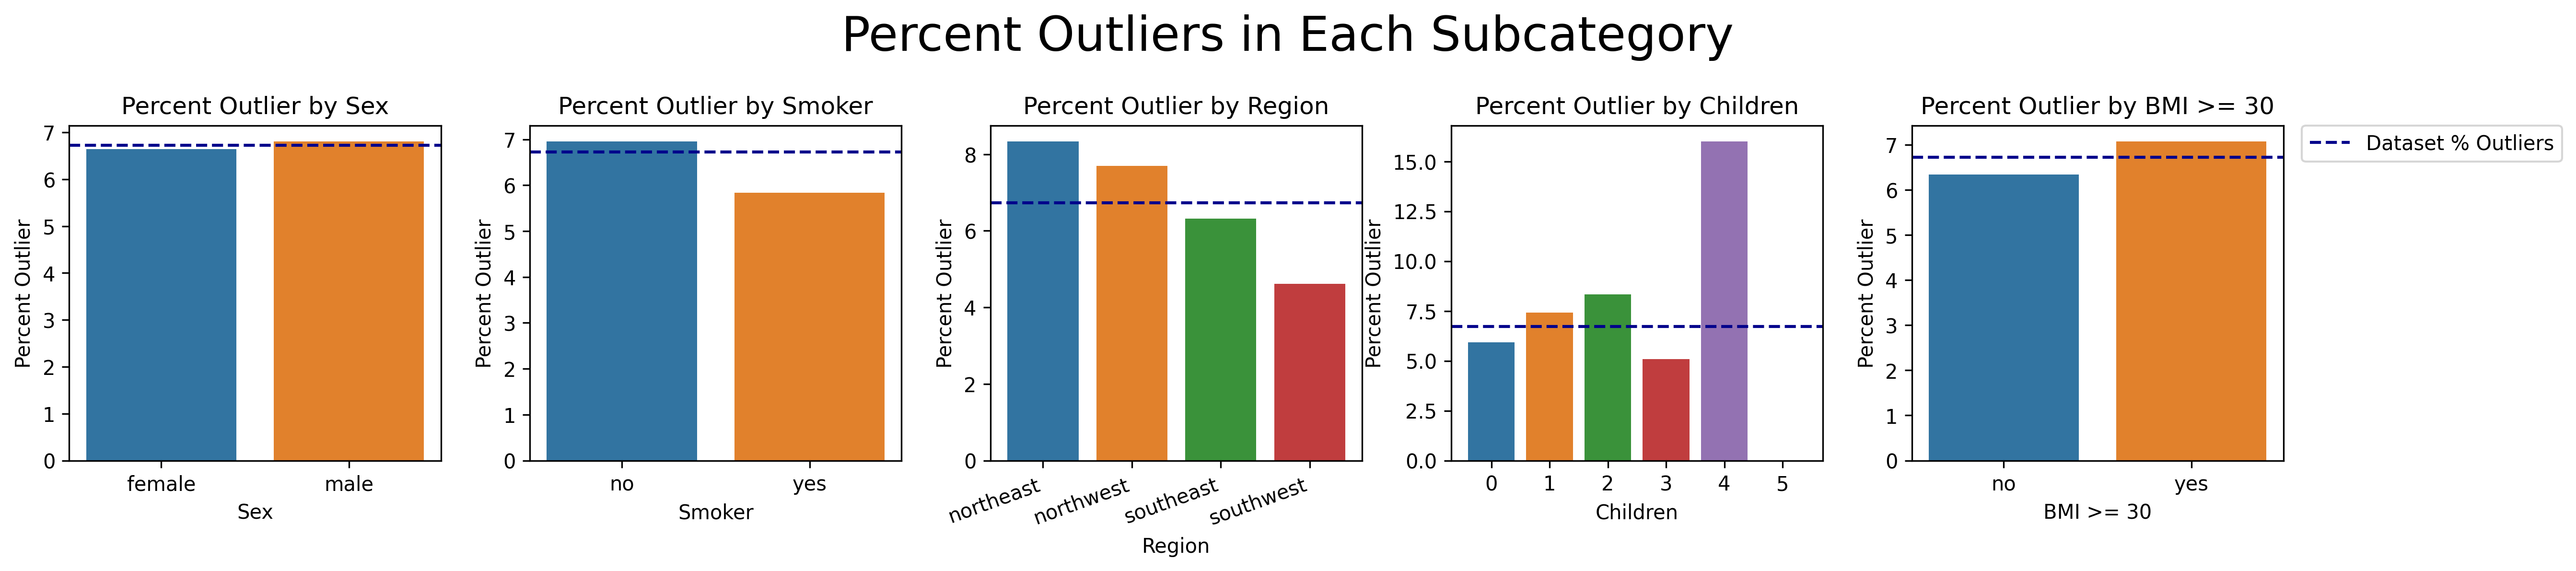 Percent Outliers in Each Subcategory
Percent Outlier by Sex
Percent Outlier
7
6
5
4
3
2
1
0
female male
Sex
Percent Outlier by Smoker
Percent Outlier
7
6
5
4
3
2
1
0
no yes
Smoker
Percent Outlier by Region
Percent Outlier
8
6
4
2
0
northeast northwest southeast southwest
Region
Percent Outlier by Children
Percent Outlier
15.0
12.5
10.0
7.5
5.0
2.5
0.0
0 1 2 3 4 5
Children
Percent Outlier by BMI >= 30
Percent Outlier
7
6
5
4
3
2
1
0
no yes
BMI >= 30
Dataset % Outliers